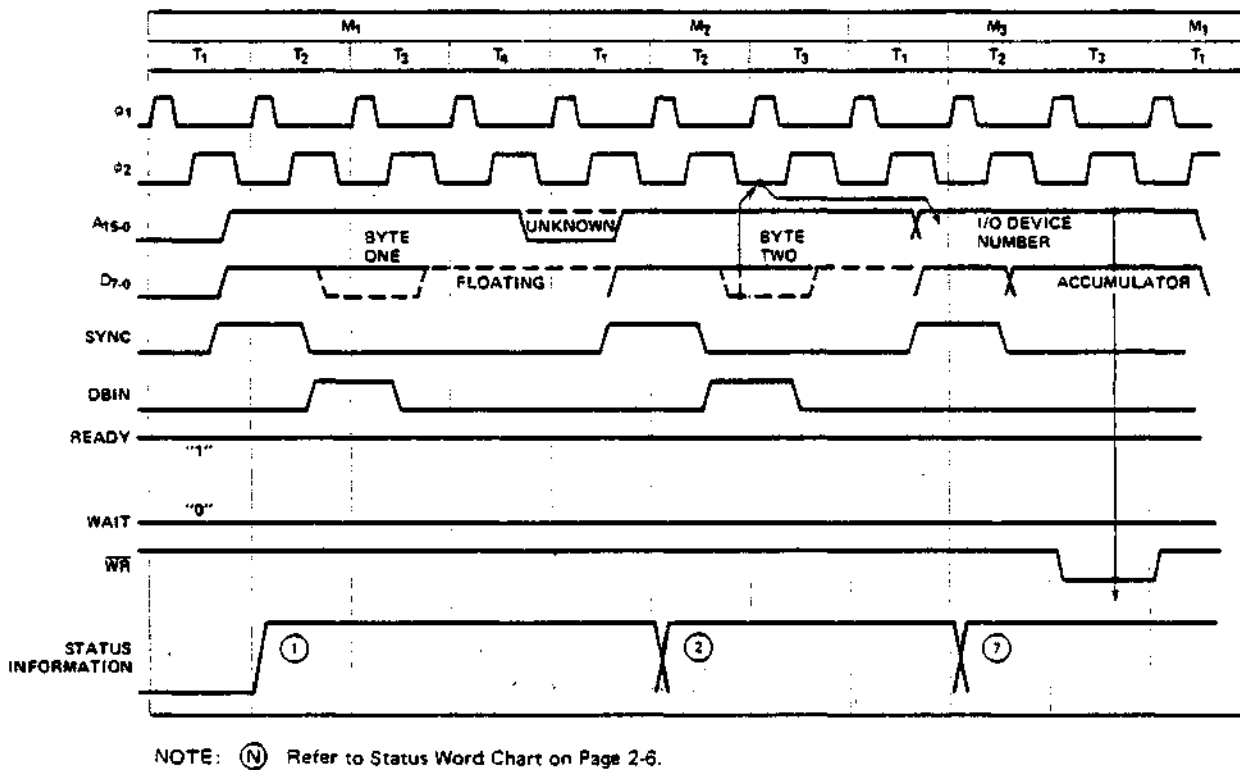 M1 M2 M3 M1
T1 T2 T3 T4 T1 T2 T3 T1 T2 T3 T1
φ1
φ2
A15-0
UNKNOWN
I/O DEVICE
NUMBER
BYTE
ONE
BYTE
TWO
D7-0
FLOATING
ACCUMULATOR
SYNC
DBIN
READY
"1"
"0"
WAIT
WR
STATUS
INFORMATION
1 2 7
NOTE: N Refer to Status Word Chart on Page 2-6.